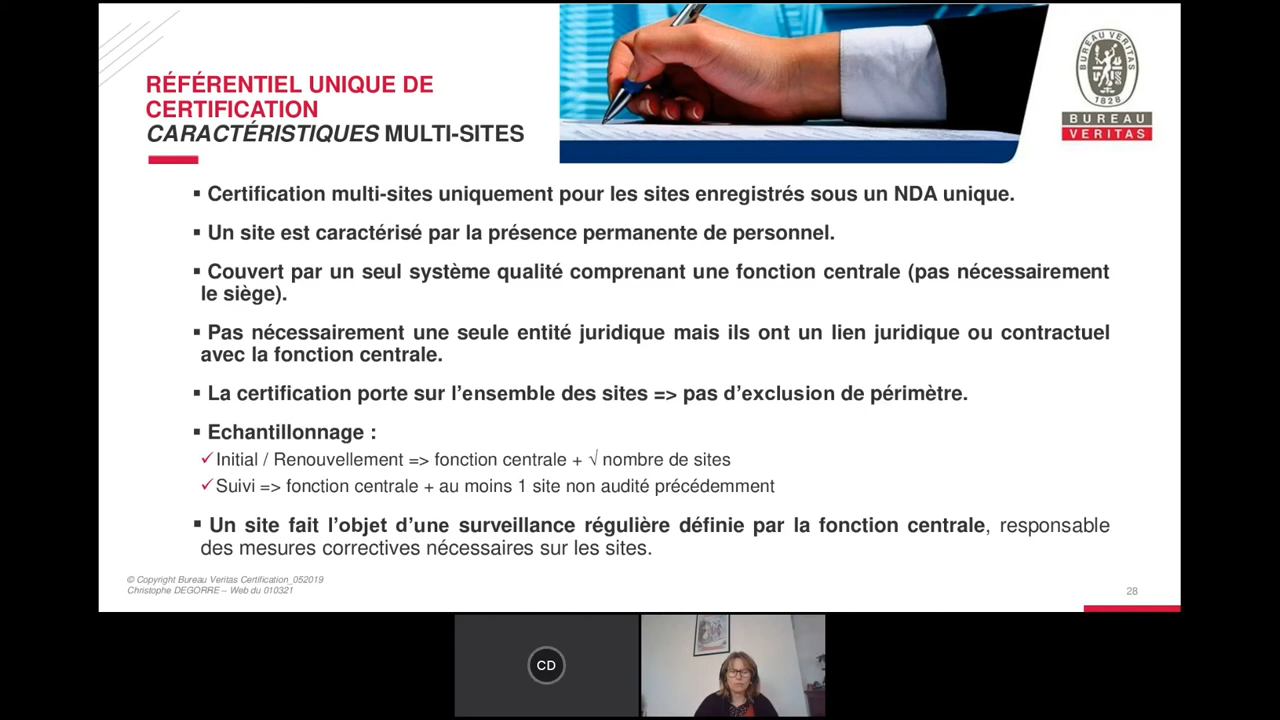 RÉFÉRENTIEL UNIQUE DE
CERTIFICATION
CARACTÉRISTIQUES MULTI-SITES
BUREAU VERITAS
1828
BUREAU
VERITAS
▪ Certification multi-sites uniquement pour les sites enregistrés sous un NDA unique.
▪ Un site est caractérisé par la présence permanente de personnel.
▪ Couvert par un seul système qualité comprenant une fonction centrale (pas nécessairement
le siège).
▪ Pas nécessairement une seule entité juridique mais ils ont un lien juridique ou contractuel
avec la fonction centrale.
▪ La certification porte sur l’ensemble des sites => pas d’exclusion de périmètre.
▪ Echantillonnage :
✓Initial / Renouvellement => fonction centrale + √ nombre de sites
✓Suivi => fonction centrale + au moins 1 site non audité précédemment
▪ Un site fait l’objet d’une surveillance régulière définie par la fonction centrale, responsable
des mesures correctives nécessaires sur les sites.
© Copyright Bureau Veritas Certification_052019
Christophe DEGORRE – Web du 010321
28
CD